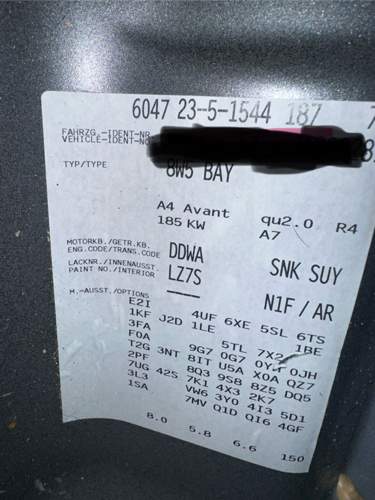 6047 23-5-1544 187 7
FAHRZG.-IDENT-NR.
VEHICLE-IDENT-NO
TYP/TYPE 8W5 BAY
A4 Avant qu2.0 R4
185 KW A7
MOTORKB./GETR.KB.
ENG.CODE/TRANS.CODE DDWA SNK SUY
LACKNR./INNENAUSST.
PAINT NO./INTERIOR LZ7S N1F / AR
M.-AUSST./OPTIONS
E2I 4UF 6XE 5SL 6TS
1KF J2D 1LE 1BE
3FA 5TL 7X2
F0A 9G7 0G7 0JH
T2G 3NT 8IT U5A X0A QZ7
2PF 8Q3 9S8 8Z5 DQ5
7UG 42S 7K1 4X3 2K7
3L3 VW6 3Y0 4I3 5D1
1SA 7MV Q1D QI6 4GF
8.0 5.8 6.6 150